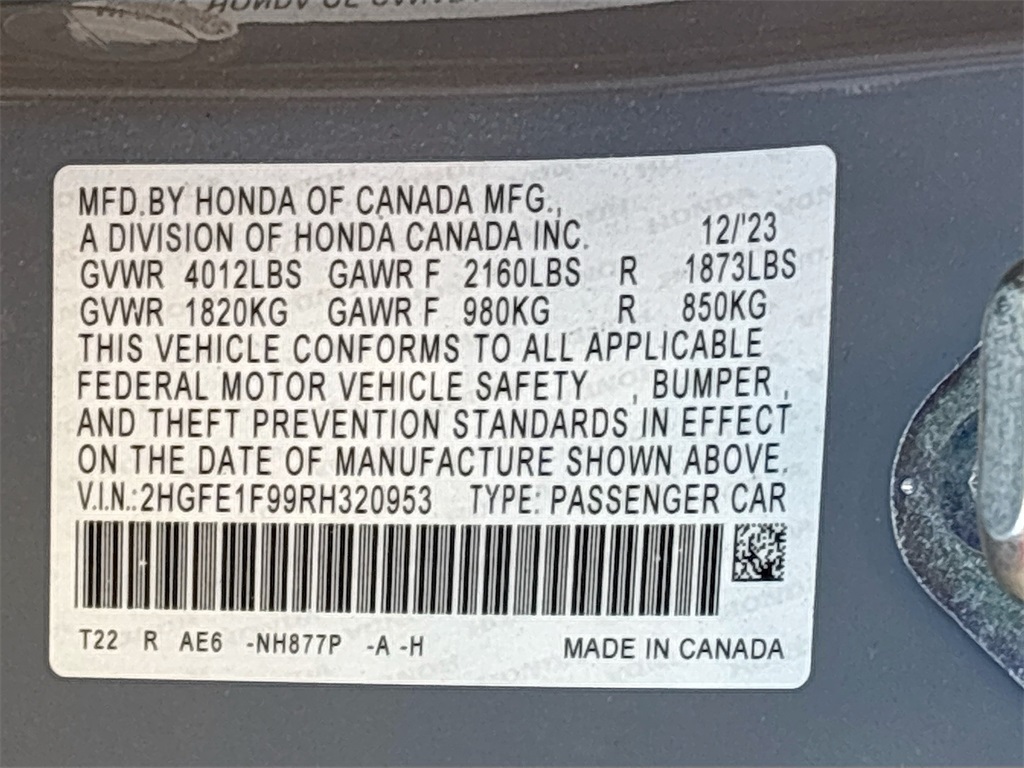 MFD.BY HONDA OF CANADA MFG.,
A DIVISION OF HONDA CANADA INC. 12/'23
GVWR 4012LBS GAWR F 2160LBS R 1873LBS
GVWR 1820KG GAWR F 980KG R 850KG
THIS VEHICLE CONFORMS TO ALL APPLICABLE
FEDERAL MOTOR VEHICLE SAFETY , BUMPER ,
AND THEFT PREVENTION STANDARDS IN EFFECT
ON THE DATE OF MANUFACTURE SHOWN ABOVE.
V.I.N.:2HGFE1F99RH320953 TYPE: PASSENGER CAR
T22 R AE6 -NH877P -A -H MADE IN CANADA